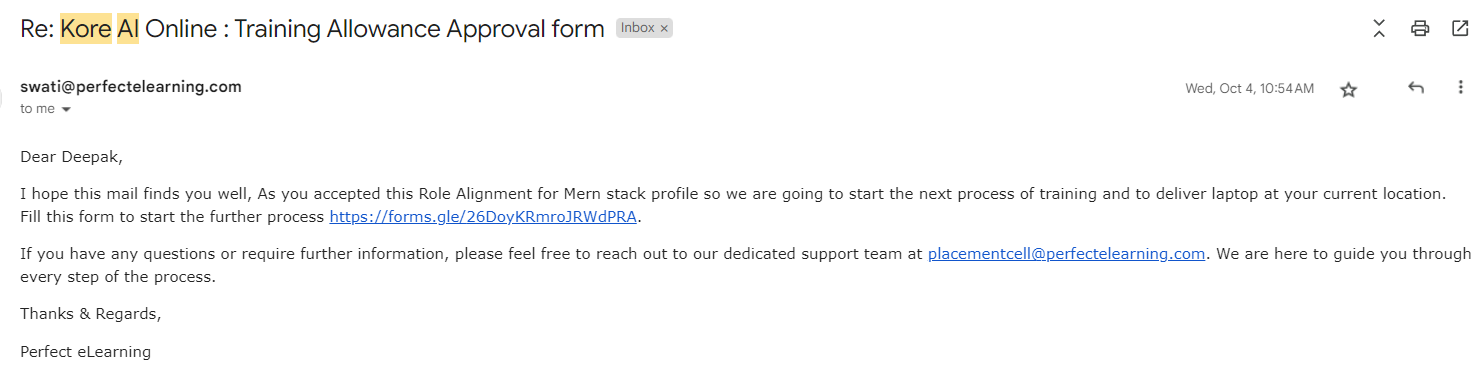 Re: Kore AI Online : Training Allowance Approval form Inbox ×
swati@perfectelearning.com Wed, Oct 4, 10:54 AM
to me
Dear Deepak,
I hope this mail finds you well, As you accepted this Role Alignment for Mern stack profile so we are going to start the next process of training and to deliver laptop at your current location.
Fill this form to start the further process https://forms.gle/26DoyKRmroJRWdPRA.
If you have any questions or require further information, please feel free to reach out to our dedicated support team at placementcell@perfectelearning.com. We are here to guide you through
every step of the process.
Thanks & Regards,
Perfect eLearning